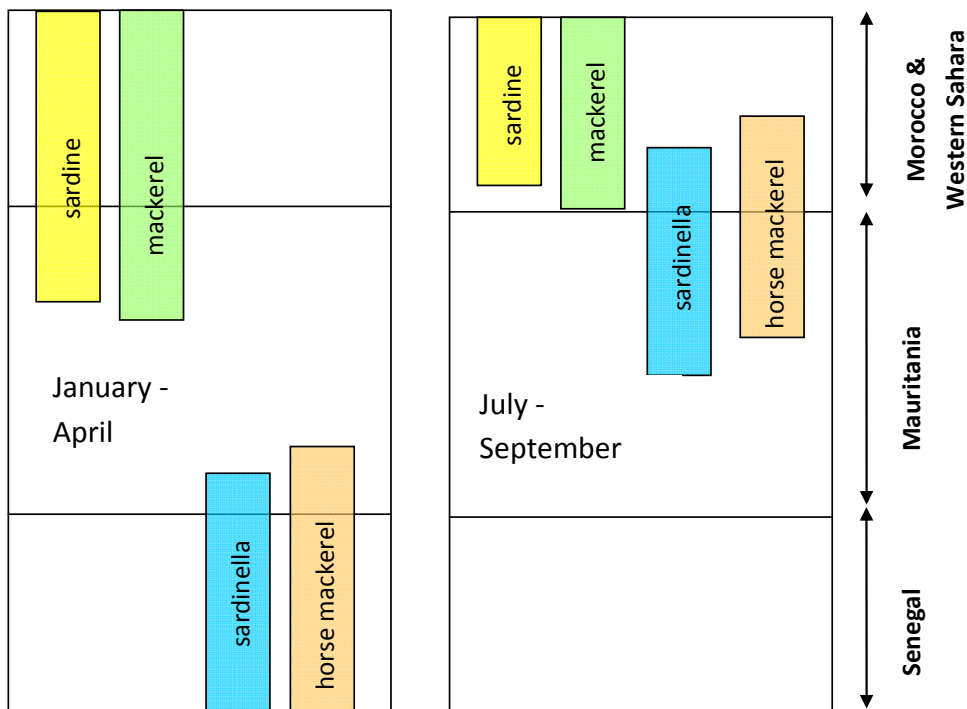 sardine
mackerel
January -
April
sardinella
horse mackerel
sardine
mackerel
sardinella
horse mackerel
July -
September
Morocco &
Western Sahara
Mauritania
Senegal